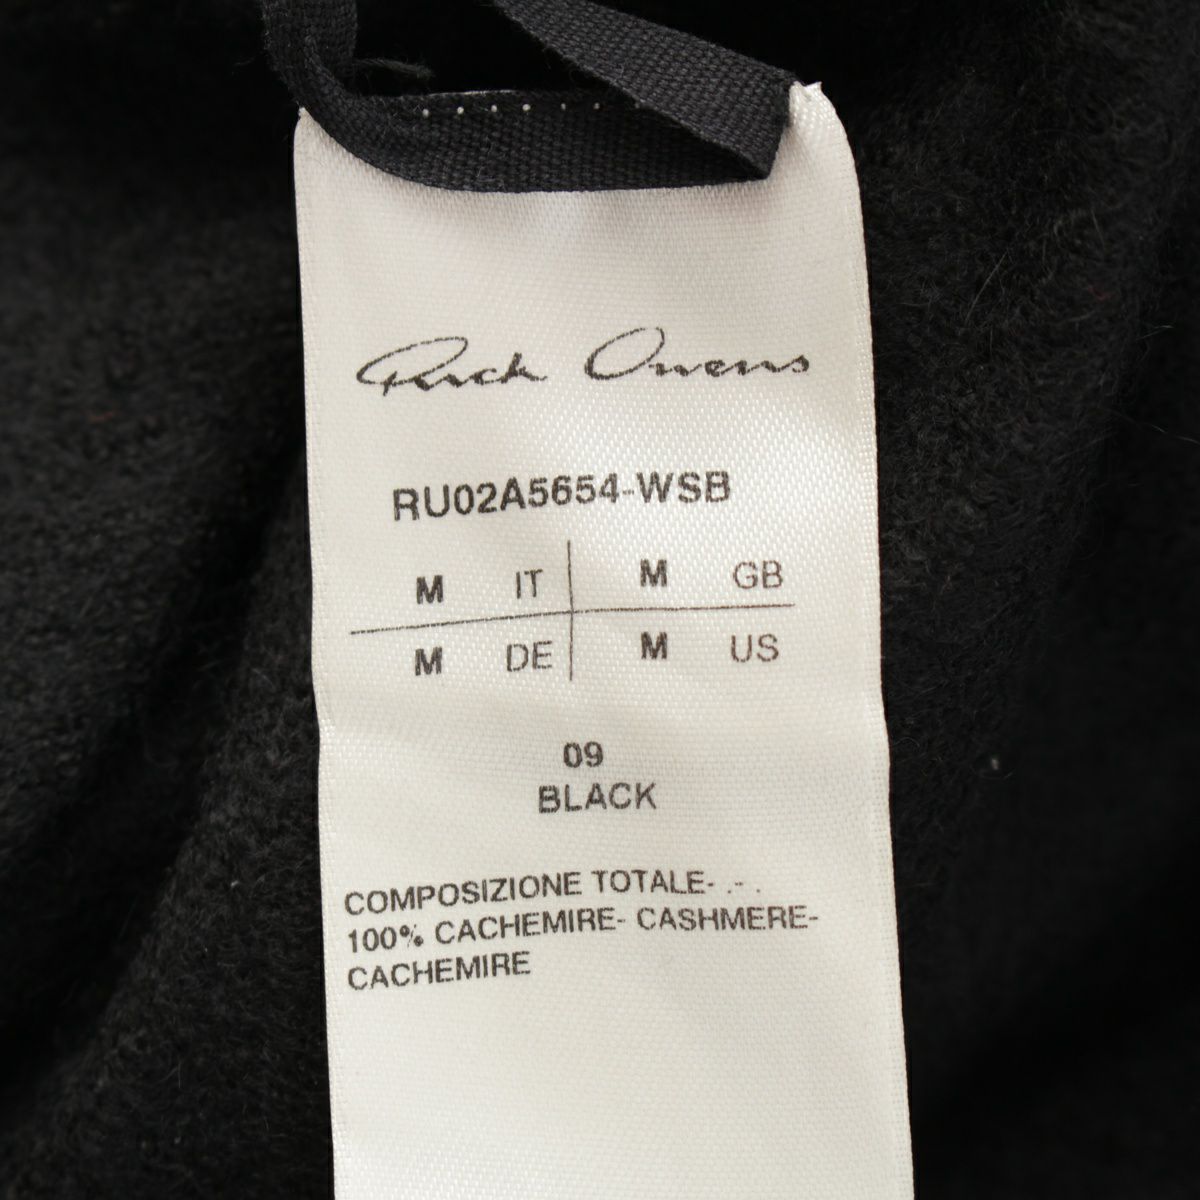 Rick Owens
RU02A5654-WSB
M IT M GB
M DE M US
09
BLACK
COMPOSIZIONE TOTALE- .- .
100% CACHEMIRE- CASHMERE-
CACHEMIRE